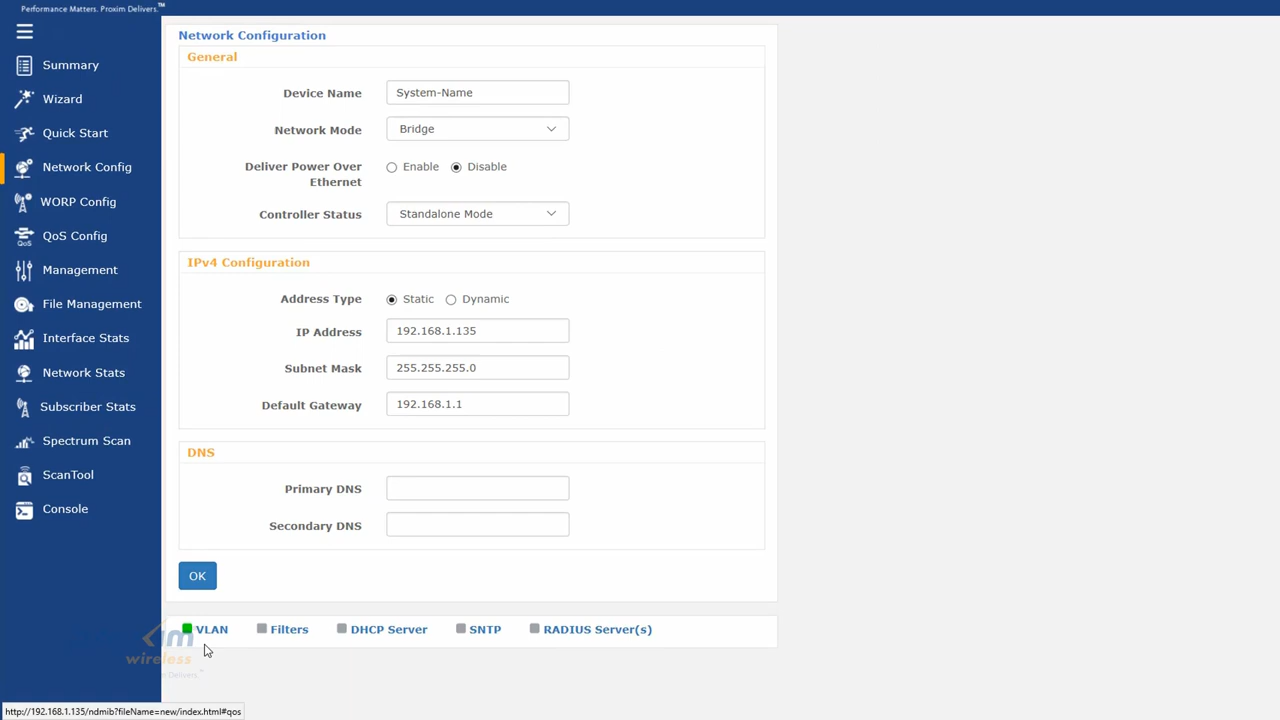 Performance Matters. Proxim Delivers.™
Summary
Wizard
Quick Start
Network Config
WORP Config
QoS
QoS Config
Management
File Management
Interface Stats
Network Stats
Subscriber Stats
Spectrum Scan
ScanTool
Console
Network Configuration
General
Device Name
System-Name
Network Mode
Bridge
Deliver Power Over
Ethernet
Enable
Disable
Controller Status
Standalone Mode
IPv4 Configuration
Address Type
Static
Dynamic
IP Address
192.168.1.135
Subnet Mask
255.255.255.0
Default Gateway
192.168.1.1
DNS
Primary DNS
Secondary DNS
OK
VLAN
Filters
DHCP Server
SNTP
RADIUS Server(s)
wireless
Delivers.™
http://192.168.1.135/ndmib?fileName=new/index.html#qos